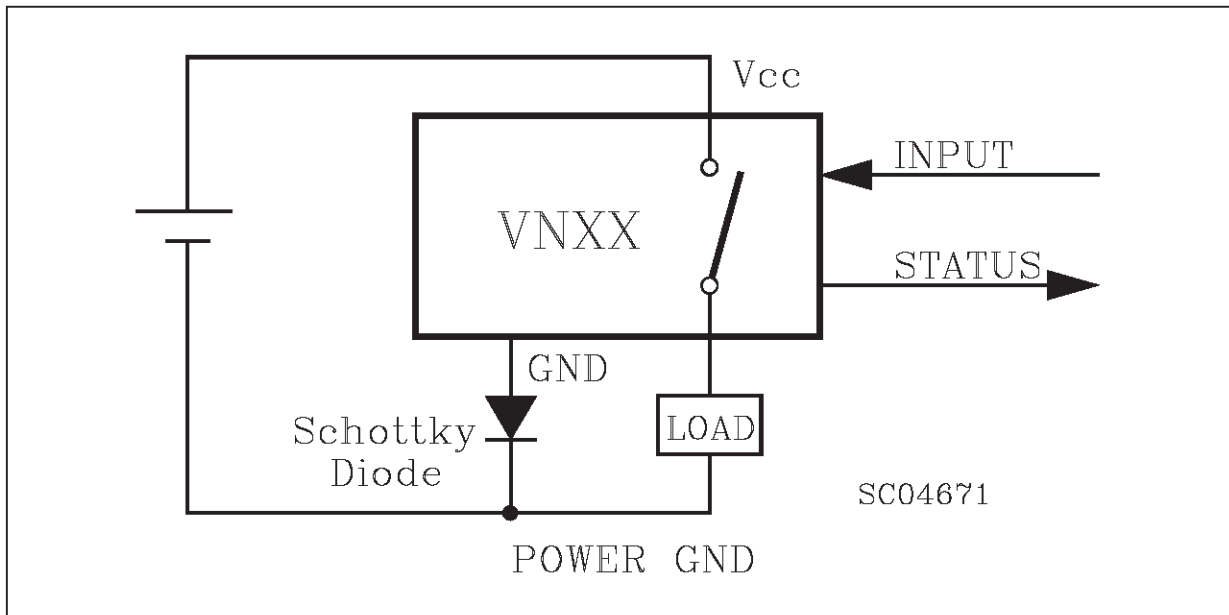 Vcc
INPUT
VNXX
STATUS
GND
Schottky
Diode
LOAD
SC04671
POWER GND